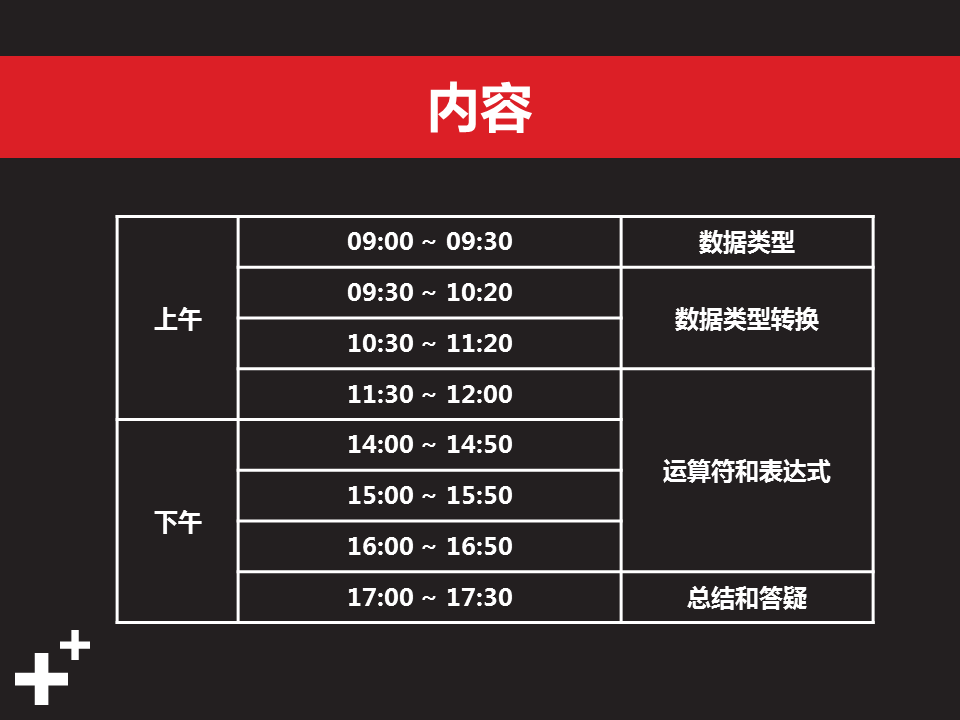 内容
上午
09:00 ~ 09:30
数据类型
09:30 ~ 10:20
数据类型转换
10:30 ~ 11:20
11:30 ~ 12:00
运算符和表达式
下午
14:00 ~ 14:50
15:00 ~ 15:50
16:00 ~ 16:50
17:00 ~ 17:30
总结和答疑